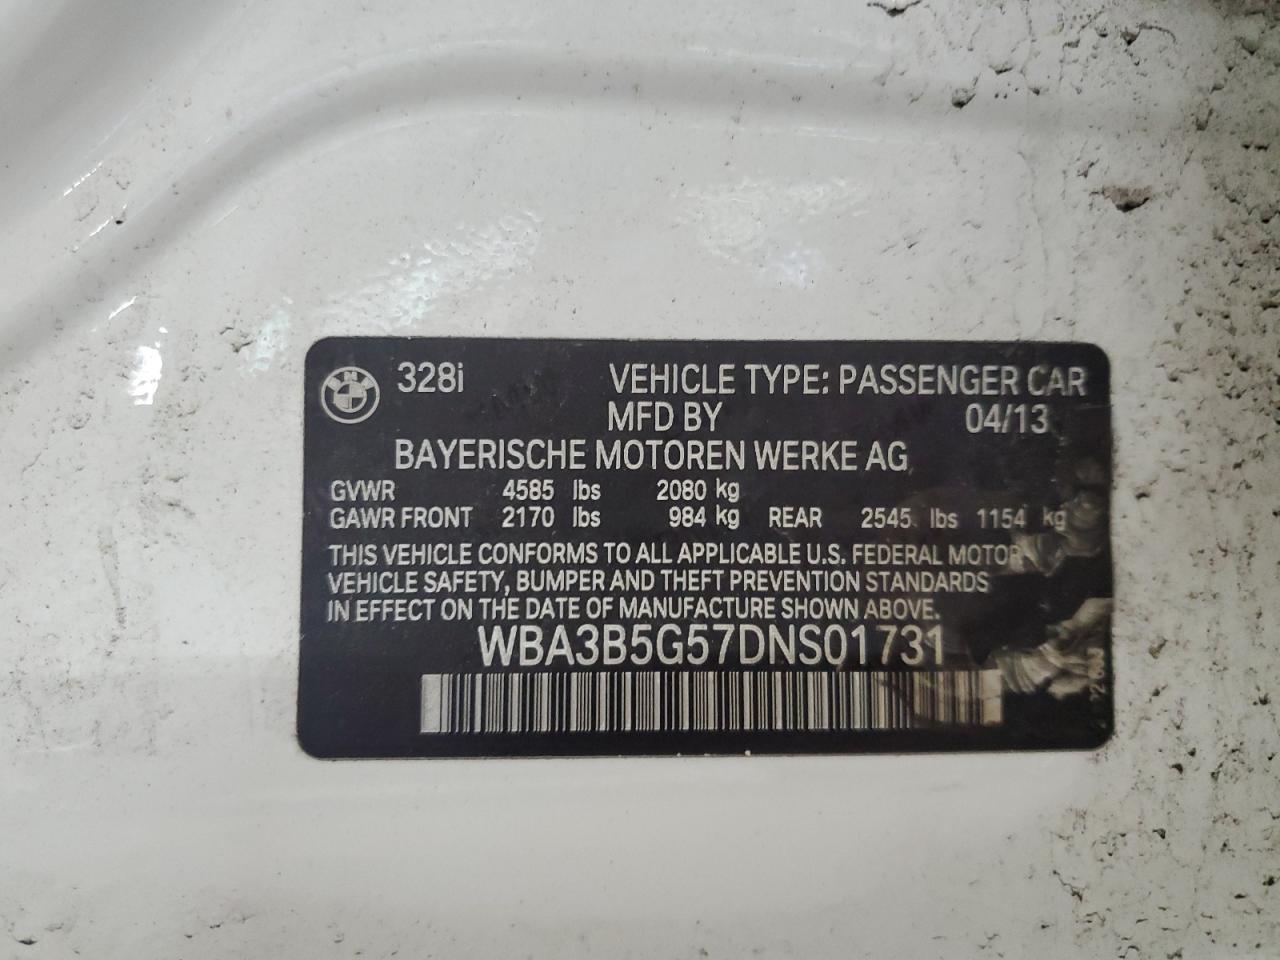 328i VEHICLE TYPE: PASSENGER CAR
MFD BY 04/13
BAYERISCHE MOTOREN WERKE AG
GVWR 4585 lbs 2080 kg
GAWR FRONT 2170 lbs 984 kg REAR 2545 lbs 1154 kg
THIS VEHICLE CONFORMS TO ALL APPLICABLE U.S. FEDERAL MOTOR
VEHICLE SAFETY, BUMPER AND THEFT PREVENTION STANDARDS
IN EFFECT ON THE DATE OF MANUFACTURE SHOWN ABOVE.
WBA3B5G57DNS01731